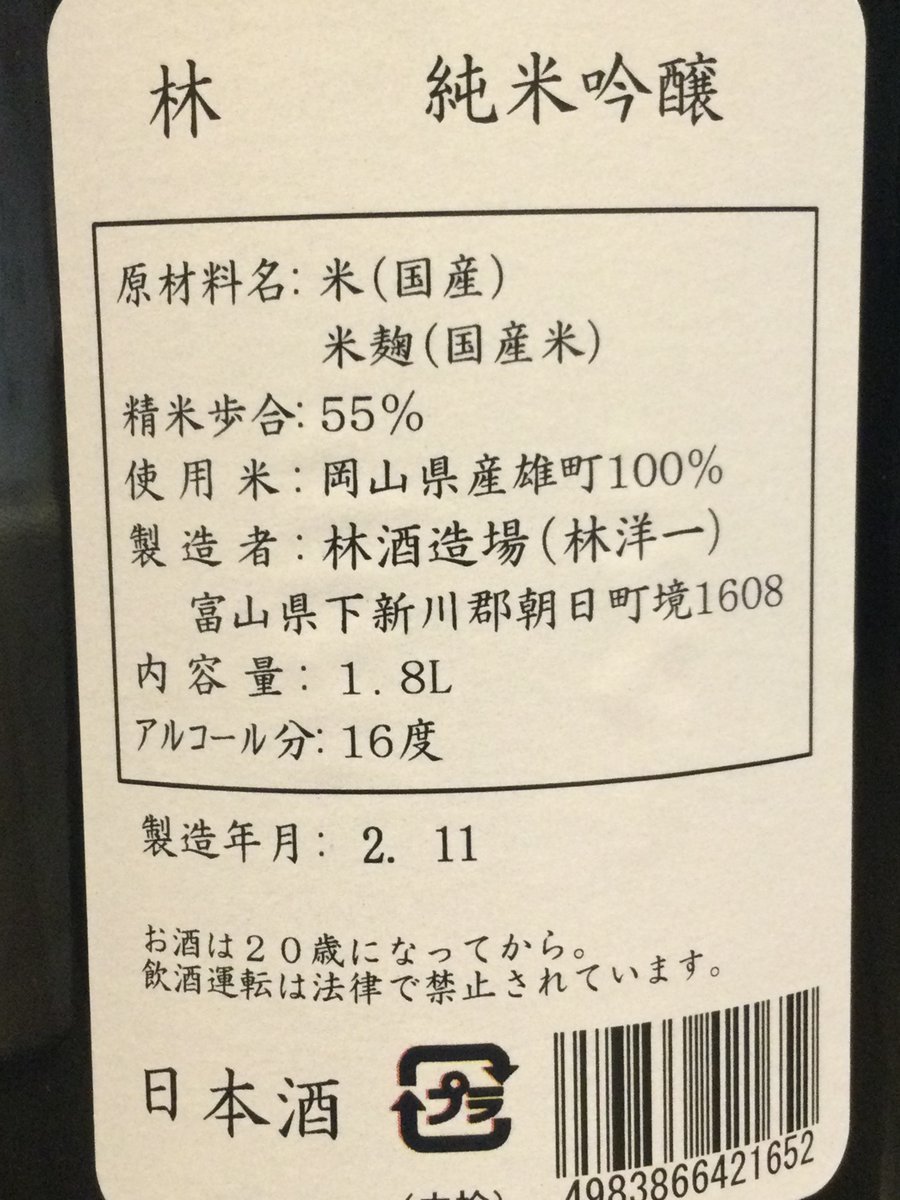 林 純米吟醸
原材料名：米（国産）
米麹（国産米）
精米歩合：55%
使用米：岡山県産雄町100%
製造者：林酒造場（林洋一）
富山県下新川郡朝日町境1608
内容量：1.8L
アルコール分：16度
製造年月：2. 11
お酒は20歳になってから。
飲酒運転は法律で禁止されています。
日本酒
プラ
4983866421652